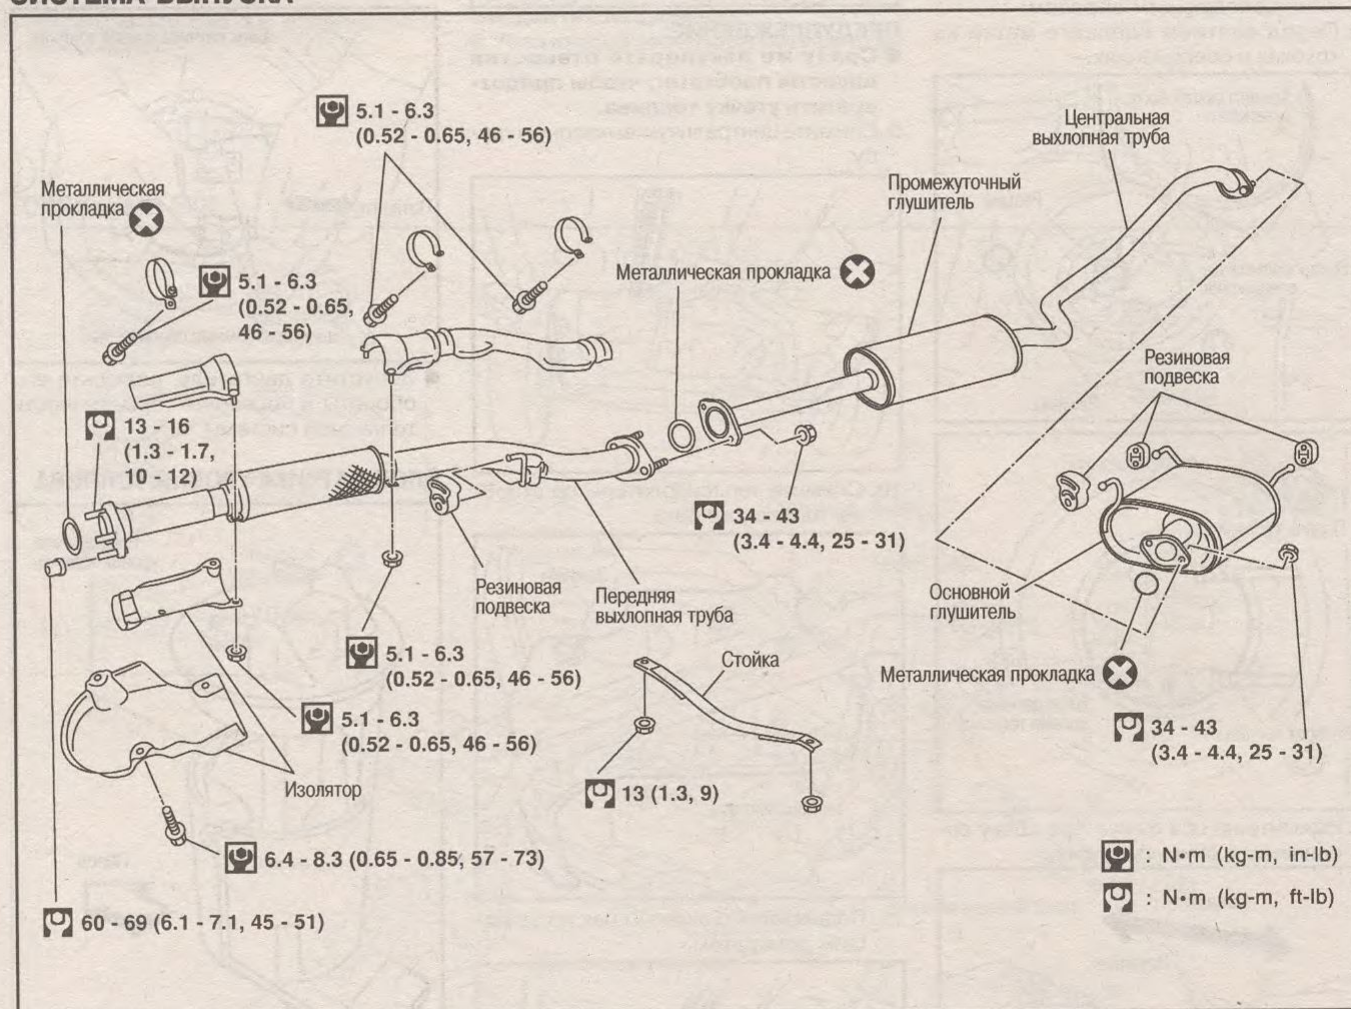 СИСТЕМА ВЫПУСКА
5.1 - 6.3
(0.52 - 0.65, 46 - 56)
Центральная
выхлопная труба
Металлическая
прокладка
Промежуточный
глушитель
5.1 - 6.3
(0.52 - 0.65,
46 - 56)
Металлическая прокладка
Резиновая
подвеска
13 - 16
(1.3 - 1.7,
10 - 12)
34 - 43
(3.4 - 4.4, 25 - 31)
Резиновая
подвеска
Передняя
выхлопная труба
Основной
глушитель
5.1 - 6.3
(0.52 - 0.65, 46 - 56)
Стойка
Металлическая прокладка
5.1 - 6.3
(0.52 - 0.65, 46 - 56)
34 - 43
(3.4 - 4.4, 25 - 31)
Изолятор
13 (1.3, 9)
6.4 - 8.3 (0.65 - 0.85, 57 - 73)
: N•m (kg-m, in-lb)
: N•m (kg-m, ft-lb)
60 - 69 (6.1 - 7.1, 45 - 51)